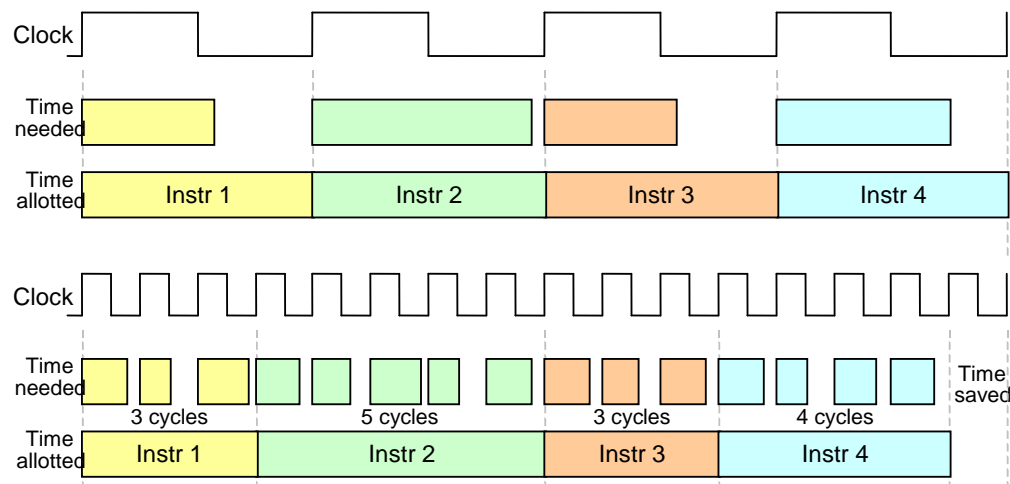 Clock
Time
needed
Time
allotted
Instr 1
Instr 2
Instr 3
Instr 4
Clock
Time
needed
Time
saved
3 cycles
5 cycles
3 cycles
4 cycles
Time
allotted
Instr 1
Instr 2
Instr 3
Instr 4